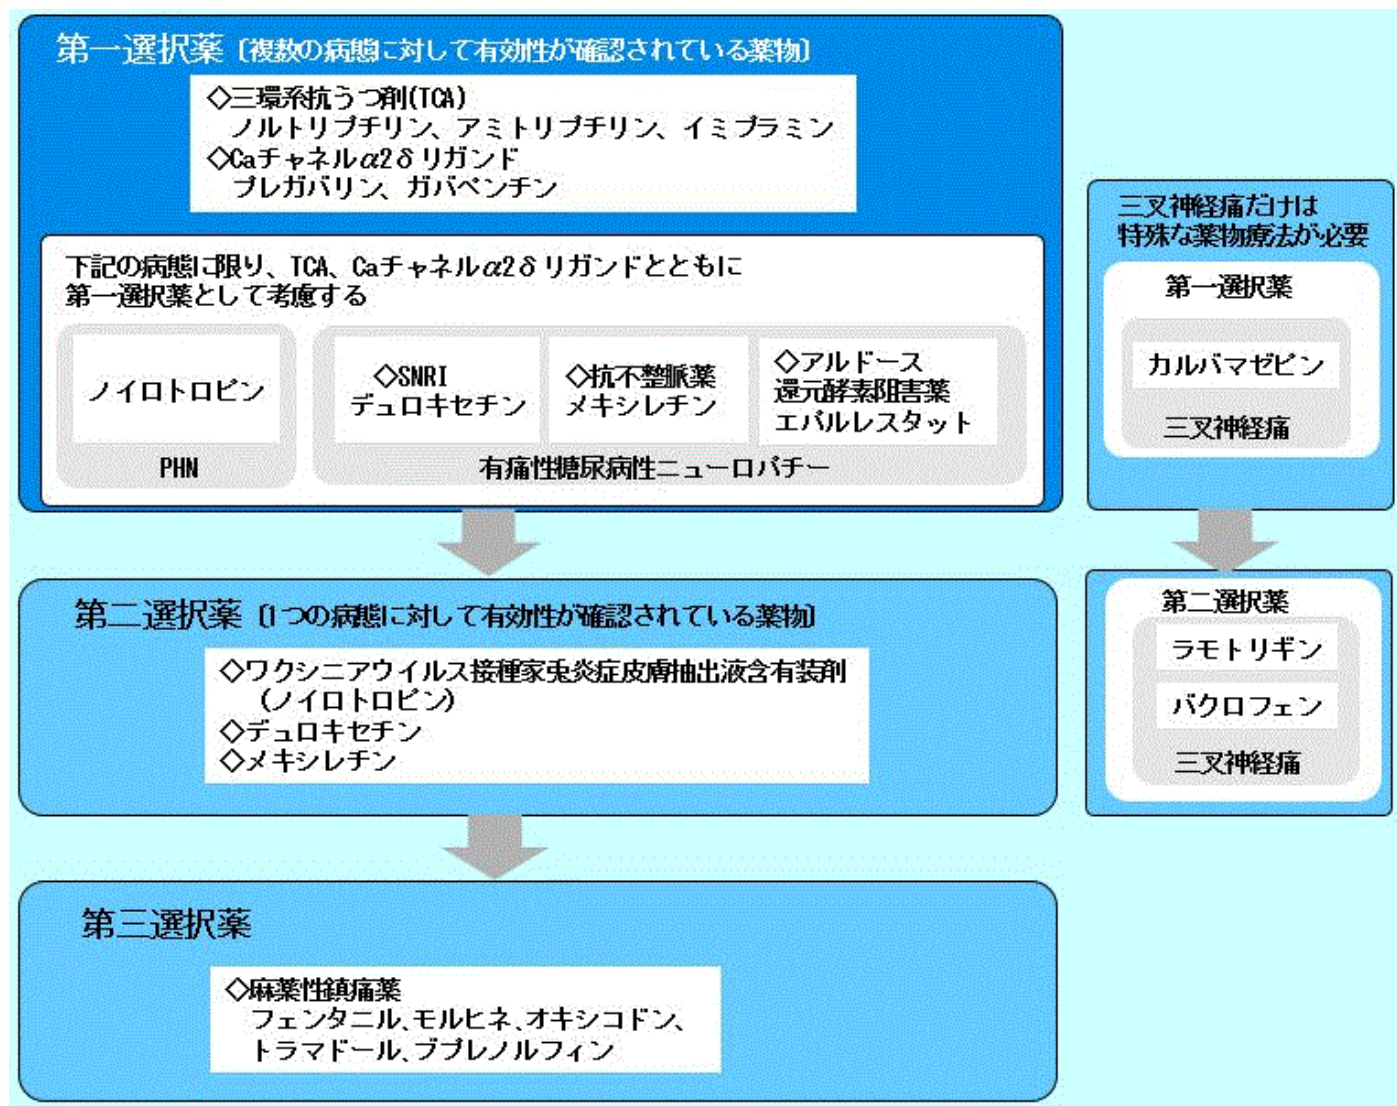 第一選択薬〔複数の病態に対して有効性が確認されている薬物〕
◇三環系抗うつ剤(TCA)
ノルトリプチリン、アミトリプチリン、イミプラミン
◇Caチャネルα2δリガンド
プレガバリン、ガバペンチン
下記の病態に限り、TCA、Caチャネルα2δリガンドとともに
第一選択薬として考慮する
ノイロトロピン
PHN
◇SNRI
デュロキセチン
◇抗不整脈薬
メキシレチン
◇アルドース
還元酵素阻害薬
エパルレスタット
有痛性糖尿病性ニューロパチー
三叉神経痛だけは
特殊な薬物療法が必要
第一選択薬
カルバマゼピン
三叉神経痛
第二選択薬〔1つの病態に対して有効性が確認されている薬物〕
◇ワクシニアウイルス接種家兎炎症皮膚抽出液含有装剤
(ノイロトロピン)
◇デュロキセチン
◇メキシレチン
第二選択薬
ラモトリギン
バクロフェン
三叉神経痛
第三選択薬
◇麻薬性鎮痛薬
フェンタニル、モルヒネ、オキシコドン、
トラマドール、ブプレノルフィン